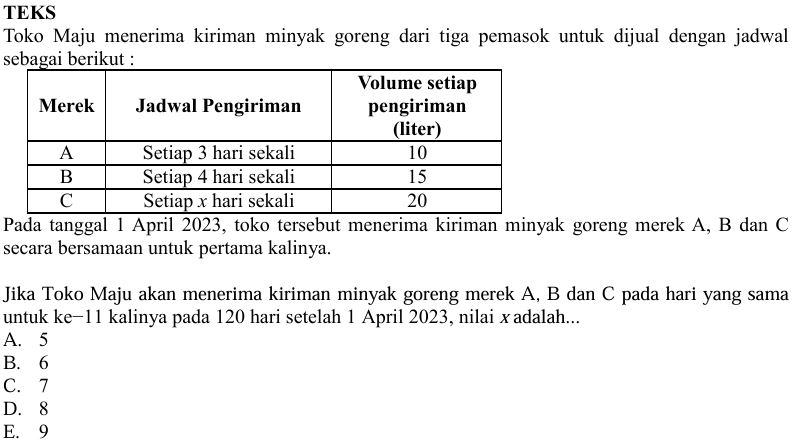 TEKS
Toko Maju menerima kiriman minyak goreng dari tiga pemasok untuk dijual dengan jadwal
sebagai berikut :
Merek
Jadwal Pengiriman
Volume setiap
pengiriman
(liter)
A Setiap 3 hari sekali 10
B Setiap 4 hari sekali 15
C Setiap x hari sekali 20
Pada tanggal 1 April 2023, toko tersebut menerima kiriman minyak goreng merek A, B dan C
secara bersamaan untuk pertama kalinya.
Jika Toko Maju akan menerima kiriman minyak goreng merek A, B dan C pada hari yang sama
untuk ke−11 kalinya pada 120 hari setelah 1 April 2023, nilai x adalah...
A. 5
B. 6
C. 7
D. 8
E. 9